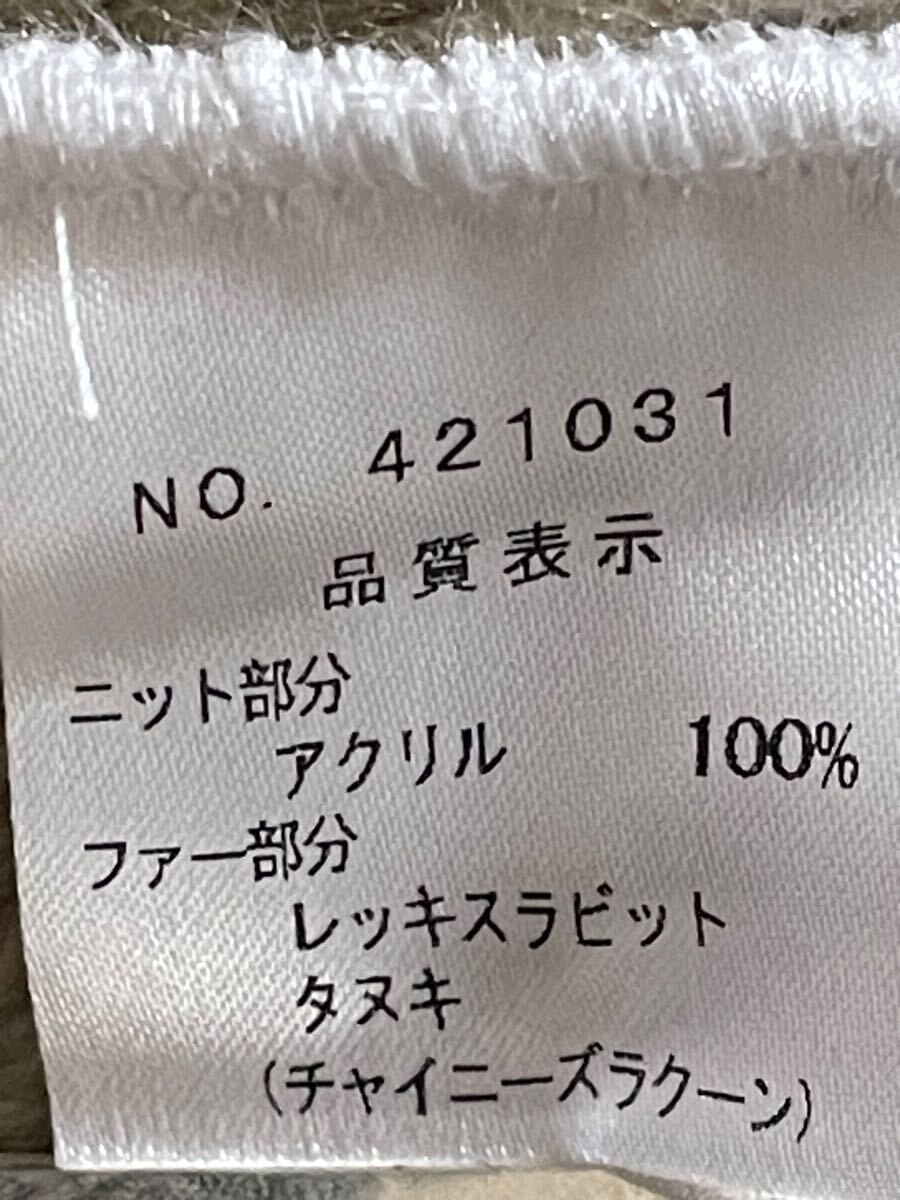 NO. 421031
品質表示
ニット部分
アクリル 100%
ファー部分
レッキスラビット
タヌキ
(チャイニーズラクーン)